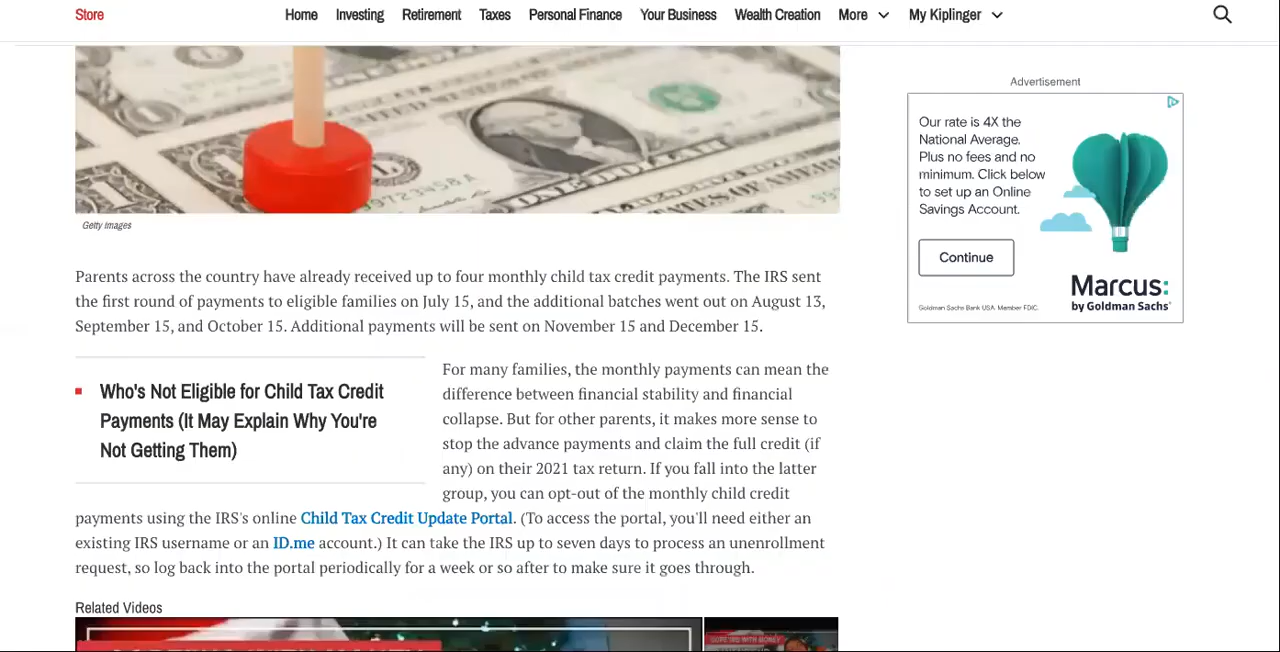 Store
Home Investing Retirement Taxes Personal Finance Your Business Wealth Creation More My Kiplinger
Getty Images
Parents across the country have already received up to four monthly child tax credit payments. The IRS sent
the first round of payments to eligible families on July 15, and the additional batches went out on August 13,
September 15, and October 15. Additional payments will be sent on November 15 and December 15.
Who's Not Eligible for Child Tax Credit
Payments (It May Explain Why You're
Not Getting Them)
For many families, the monthly payments can mean the
difference between financial stability and financial
collapse. But for other parents, it makes more sense to
stop the advance payments and claim the full credit (if
any) on their 2021 tax return. If you fall into the latter
group, you can opt-out of the monthly child credit
payments using the IRS's online Child Tax Credit Update Portal. (To access the portal, you'll need either an
existing IRS username or an ID.me account.) It can take the IRS up to seven days to process an unenrollment
request, so log back into the portal periodically for a week or so after to make sure it goes through.
Related Videos
Advertisement
Our rate is 4X the
National Average.
Plus no fees and no
minimum. Click below
to set up an Online
Savings Account.
Continue
Marcus:
by Goldman Sachs
Goldman Sachs Bank USA. Member FDIC.